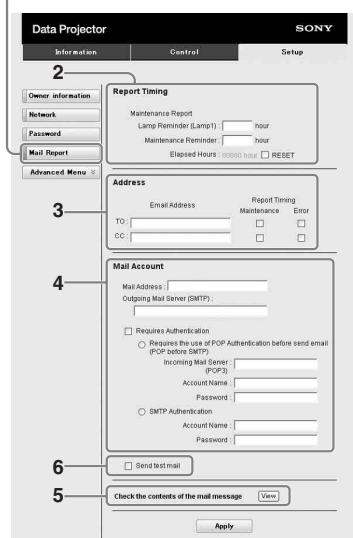 Data Projector SONY
Information Control Setup
2
Owner information
Network
Password
Mail Report
Advanced Menu
Report Timing
Maintenance Report
Lamp Reminder (Lamp1) : hour
Maintenance Reminder : hour
Elapsed Hours : 00000 hour RESET
3
Address
Email Address Report Timing
Maintenance Error
TO :
CC :
4
Mail Account
Mail Address :
Outgoing Mail Server (SMTP) :
Requires Authentication
Requires the use of POP Authentication before send email
(POP before SMTP)
Incoming Mail Server :
(POP3)
Account Name :
Password :
SMTP Authentication
Account Name :
Password :
6
Send test mail
5
Check the contents of the mail message View
Apply